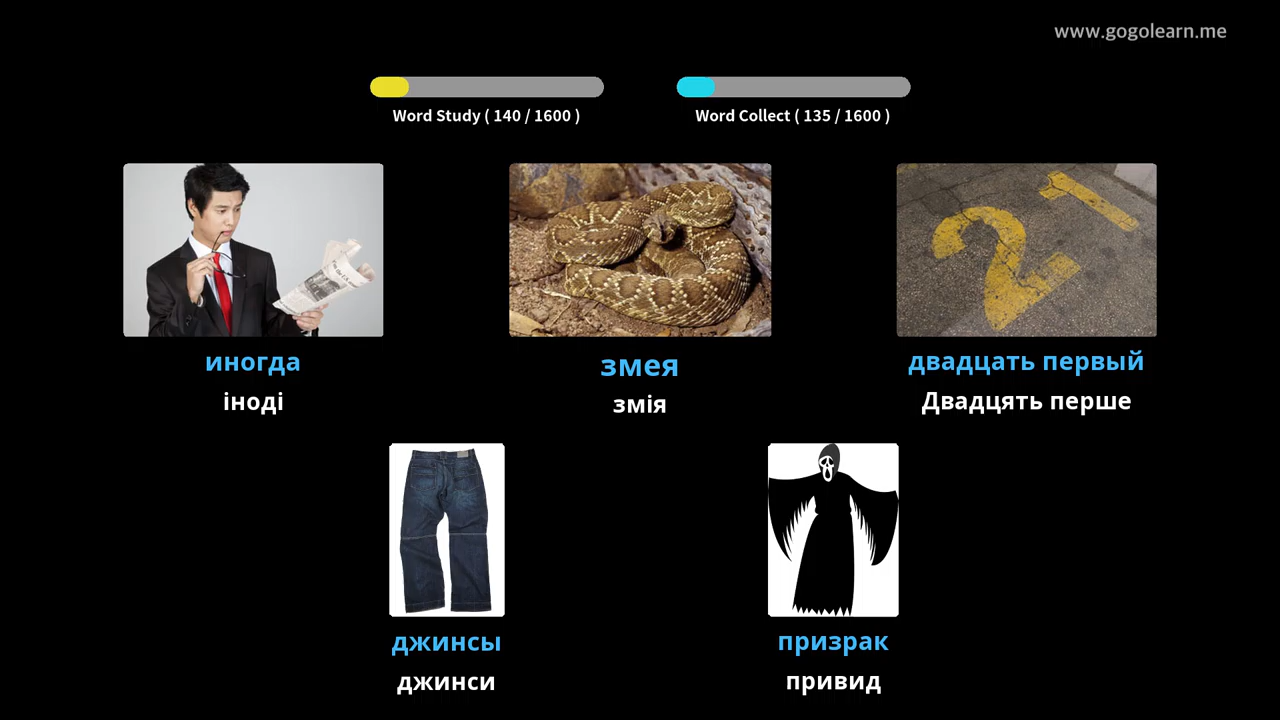 www.gogolearn.me
Word Study ( 140 / 1600 )
Word Collect ( 135 / 1600 )
21
иногда
іноді
змея
змія
двадцать первый
Двадцять перше
джинсы
джинси
призрак
привид